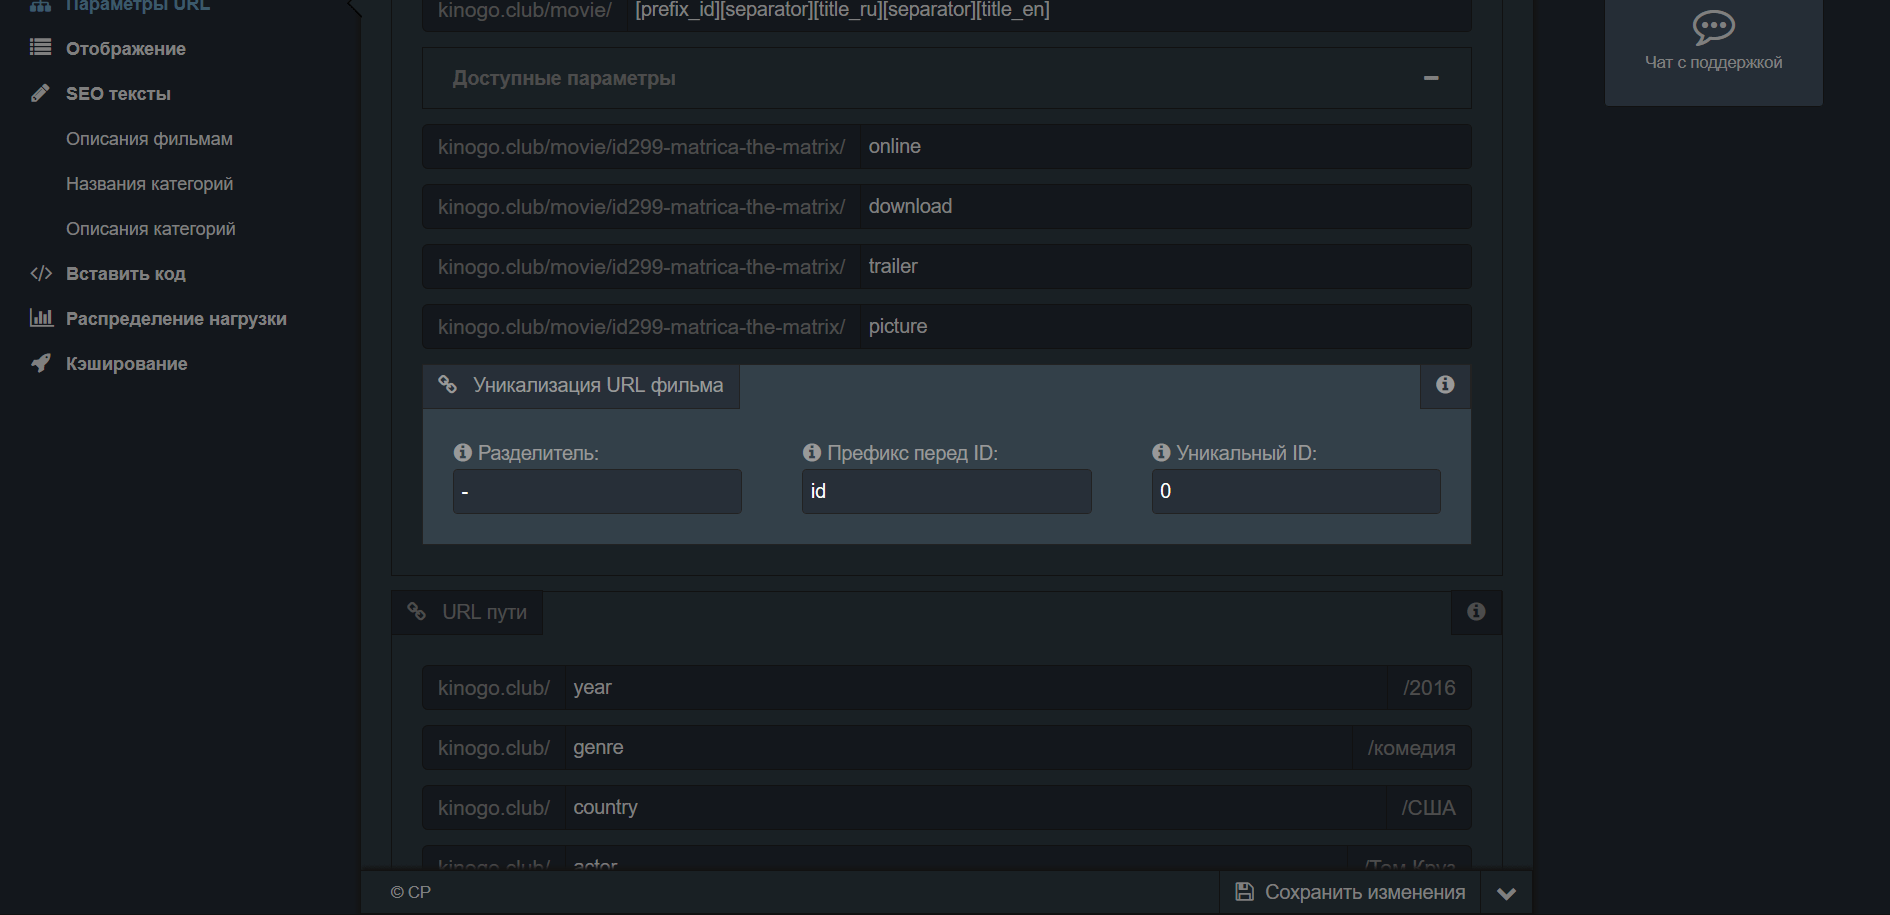 Параметры URL
Отображение
SEO тексты
Описания фильмам
Названия категорий
Описания категорий
Вставить код
Распределение нагрузки
Кэширование
kinogo.club/movie/ [prefix_id][separator][title_ru][separator][title_en]
Доступные параметры
kinogo.club/movie/id299-matrica-the-matrix/ online
kinogo.club/movie/id299-matrica-the-matrix/ download
kinogo.club/movie/id299-matrica-the-matrix/ trailer
kinogo.club/movie/id299-matrica-the-matrix/ picture
Уникализация URL фильма
Разделитель: Префикс перед ID: Уникальный ID:
- id 0
URL пути
kinogo.club/ year /2016
kinogo.club/ genre /комедия
kinogo.club/ country /США
kinogo.club/ actor /Том Круз
© CP
Сохранить изменения
Чат с поддержкой